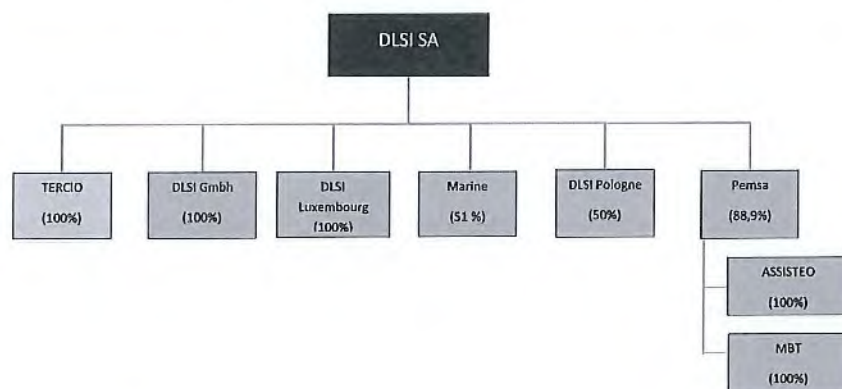 DLSI SA
TERCIO
(100%)
DLSI Gmbh
(100%)
DLSI
Luxembourg
(100%)
Marine
(51 %)
DLSI Pologne
(50%)
Pemsa
(88,9%)
ASSISTEO
(100%)
MBT
(100%)